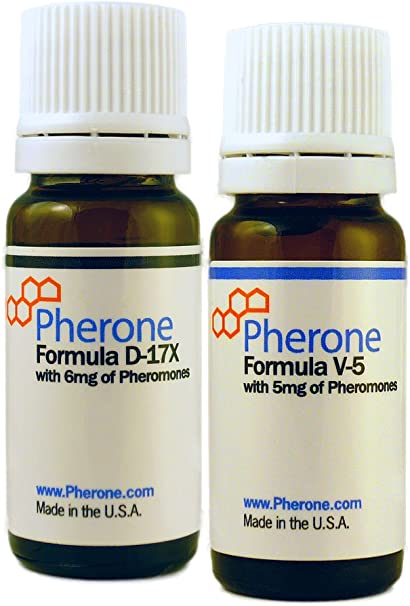 Pherone
Formula D-17X
with 6mg of Pheromones
www.Pherone.com
Made in the U.S.A.
Pherone
Formula V-5
with 5mg of Pheromones
www.Pherone.com
Made in the U.S.A.